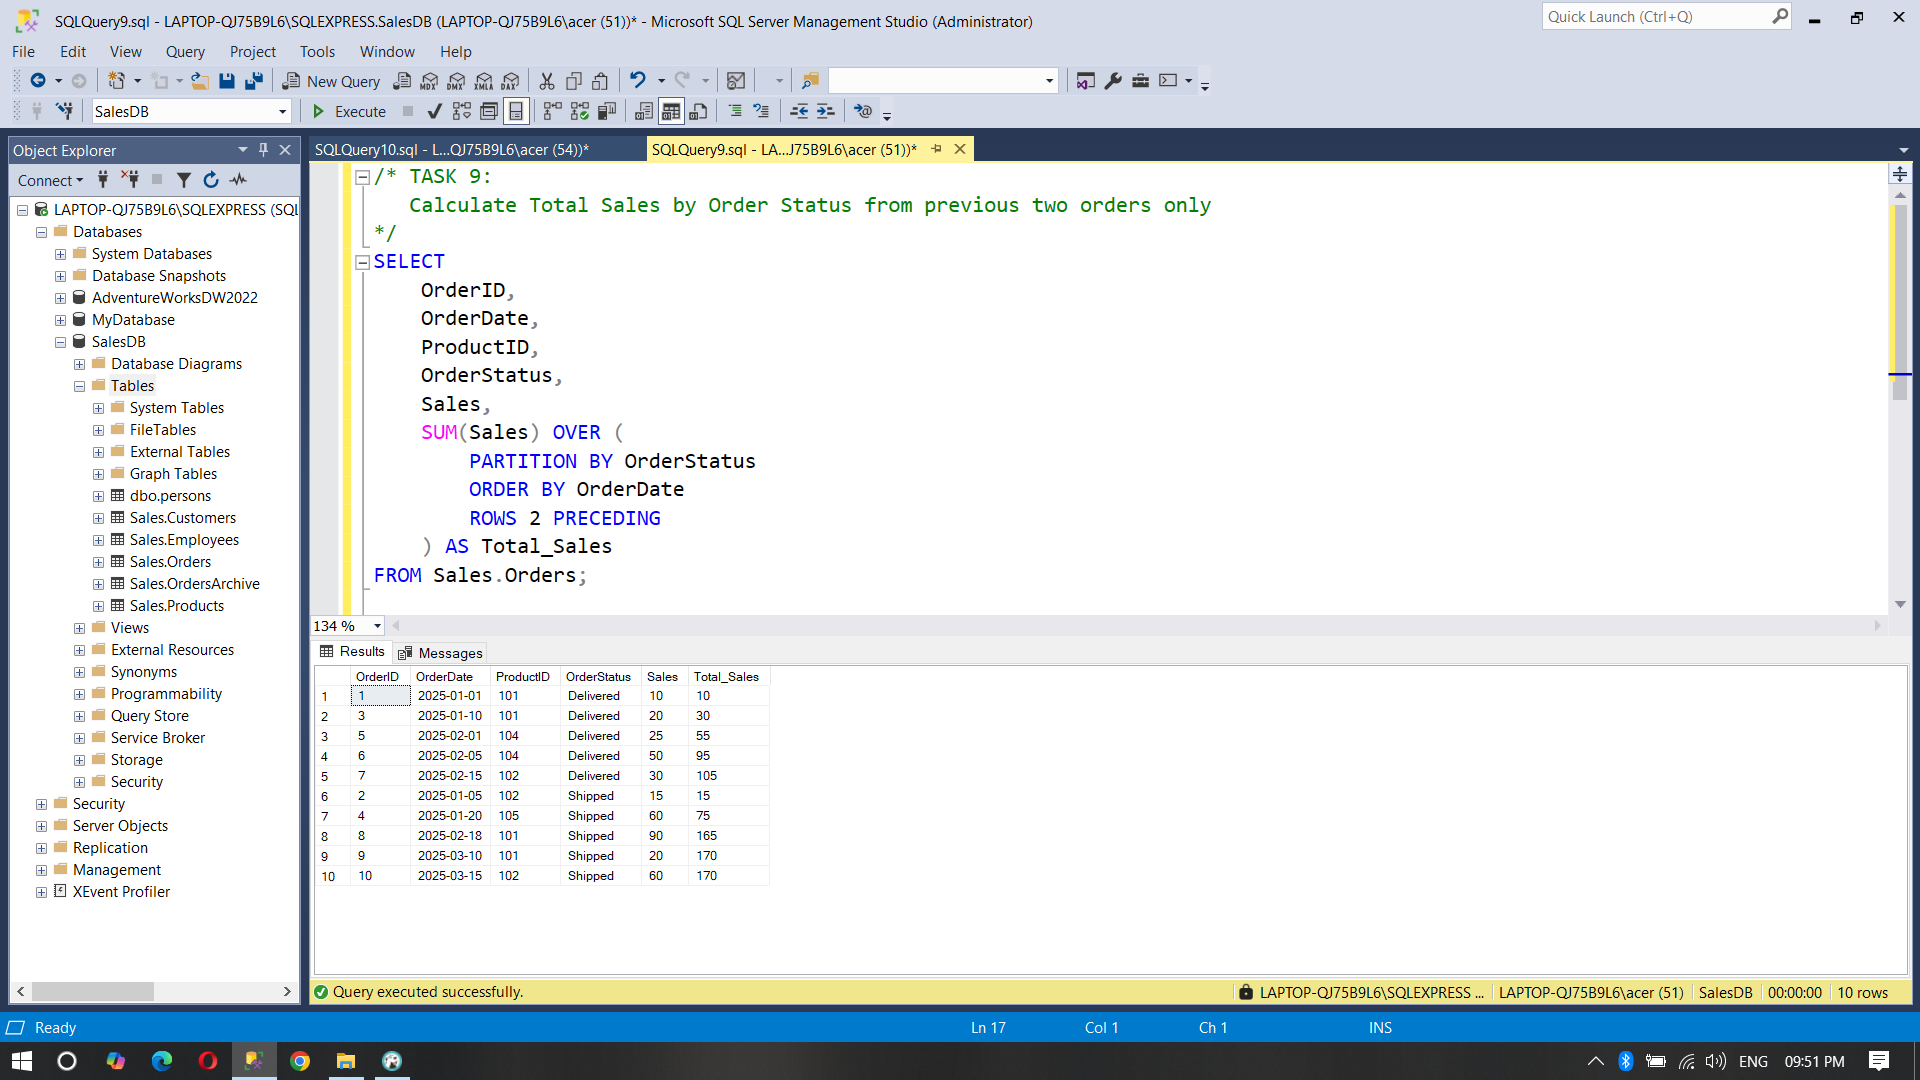 SQLQuery9.sql - LAPTOP-QJ75B9L6\SQLEXPRESS.SalesDB (LAPTOP-QJ75B9L6\acer (51))* - Microsoft SQL Server Management Studio (Administrator)
Quick Launch (Ctrl+Q)
File Edit View Query Project Tools Window Help
New Query MDX DMX XMLA DAX
SalesDB Execute
Object Explorer
SQLQuery10.sql - L...QJ75B9L6\acer (54))* SQLQuery9.sql - LA...J75B9L6\acer (51))*
Connect
LAPTOP-QJ75B9L6\SQLEXPRESS (SQL
Databases
System Databases
Database Snapshots
AdventureWorksDW2022
MyDatabase
SalesDB
Database Diagrams
Tables
System Tables
FileTables
External Tables
Graph Tables
dbo.persons
Sales.Customers
Sales.Employees
Sales.Orders
Sales.OrdersArchive
Sales.Products
Views
External Resources
Synonyms
Programmability
Query Store
Service Broker
Storage
Security
Security
Server Objects
Replication
Management
XEvent Profiler
/* TASK 9:
Calculate Total Sales by Order Status from previous two orders only
*/
SELECT
OrderID,
OrderDate,
ProductID,
OrderStatus,
Sales,
SUM(Sales) OVER (
PARTITION BY OrderStatus
ORDER BY OrderDate
ROWS 2 PRECEDING
) AS Total_Sales
FROM Sales.Orders;
134 %
Results Messages
OrderID OrderDate ProductID OrderStatus Sales Total_Sales
1 1 2025-01-01 101 Delivered 10 10
2 3 2025-01-10 101 Delivered 20 30
3 5 2025-02-01 104 Delivered 25 55
4 6 2025-02-05 104 Delivered 50 95
5 7 2025-02-15 102 Delivered 30 105
6 2 2025-01-05 102 Shipped 15 15
7 4 2025-01-20 105 Shipped 60 75
8 8 2025-02-18 101 Shipped 90 165
9 9 2025-03-10 101 Shipped 20 170
10 10 2025-03-15 102 Shipped 60 170
Query executed successfully. LAPTOP-QJ75B9L6\SQLEXPRESS ... LAPTOP-QJ75B9L6\acer (51) SalesDB 00:00:00 10 rows
Ready Ln 17 Col 1 Ch 1 INS
ENG 09:51 PM